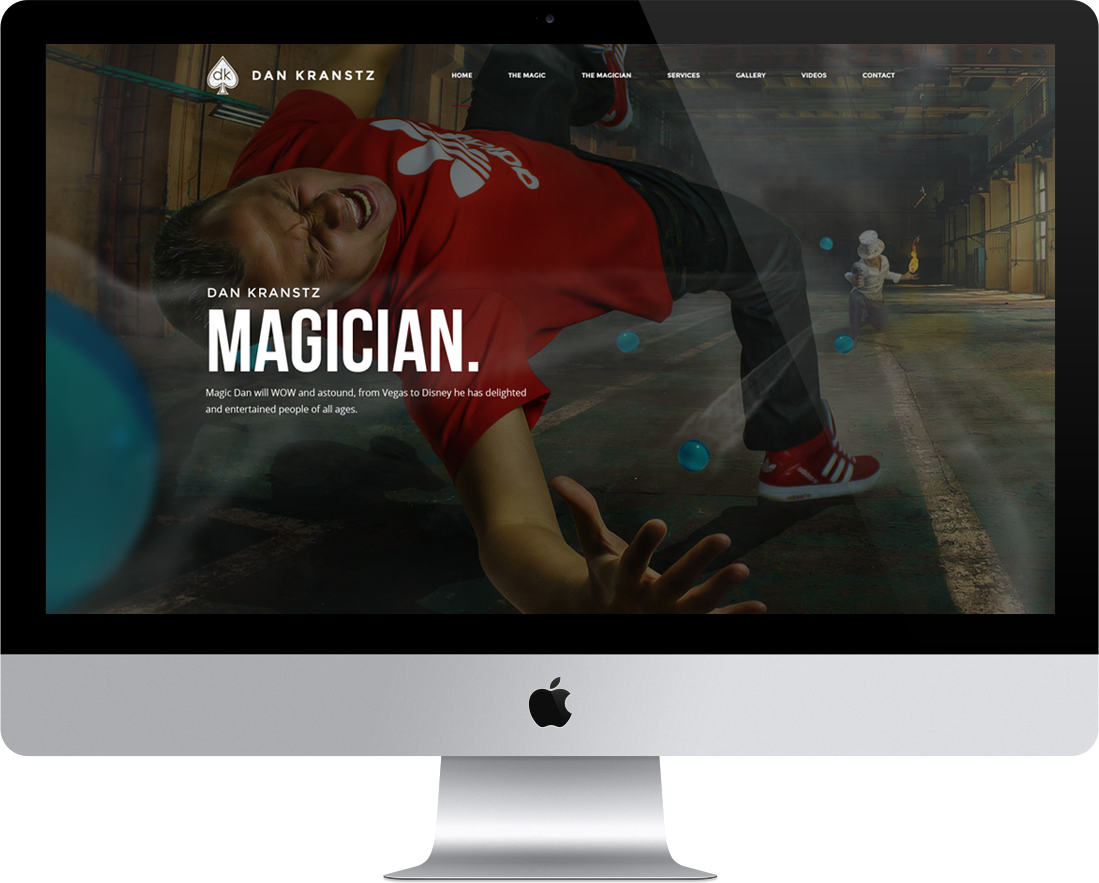 dk
DAN KRANSTZ
HOME THE MAGIC THE MAGICIAN SERVICES GALLERY VIDEOS CONTACT
adidas
DAN KRANSTZ
MAGICIAN.
Magic Dan will WOW and astound, from Vegas to Disney he has delighted
and entertained people of all ages.